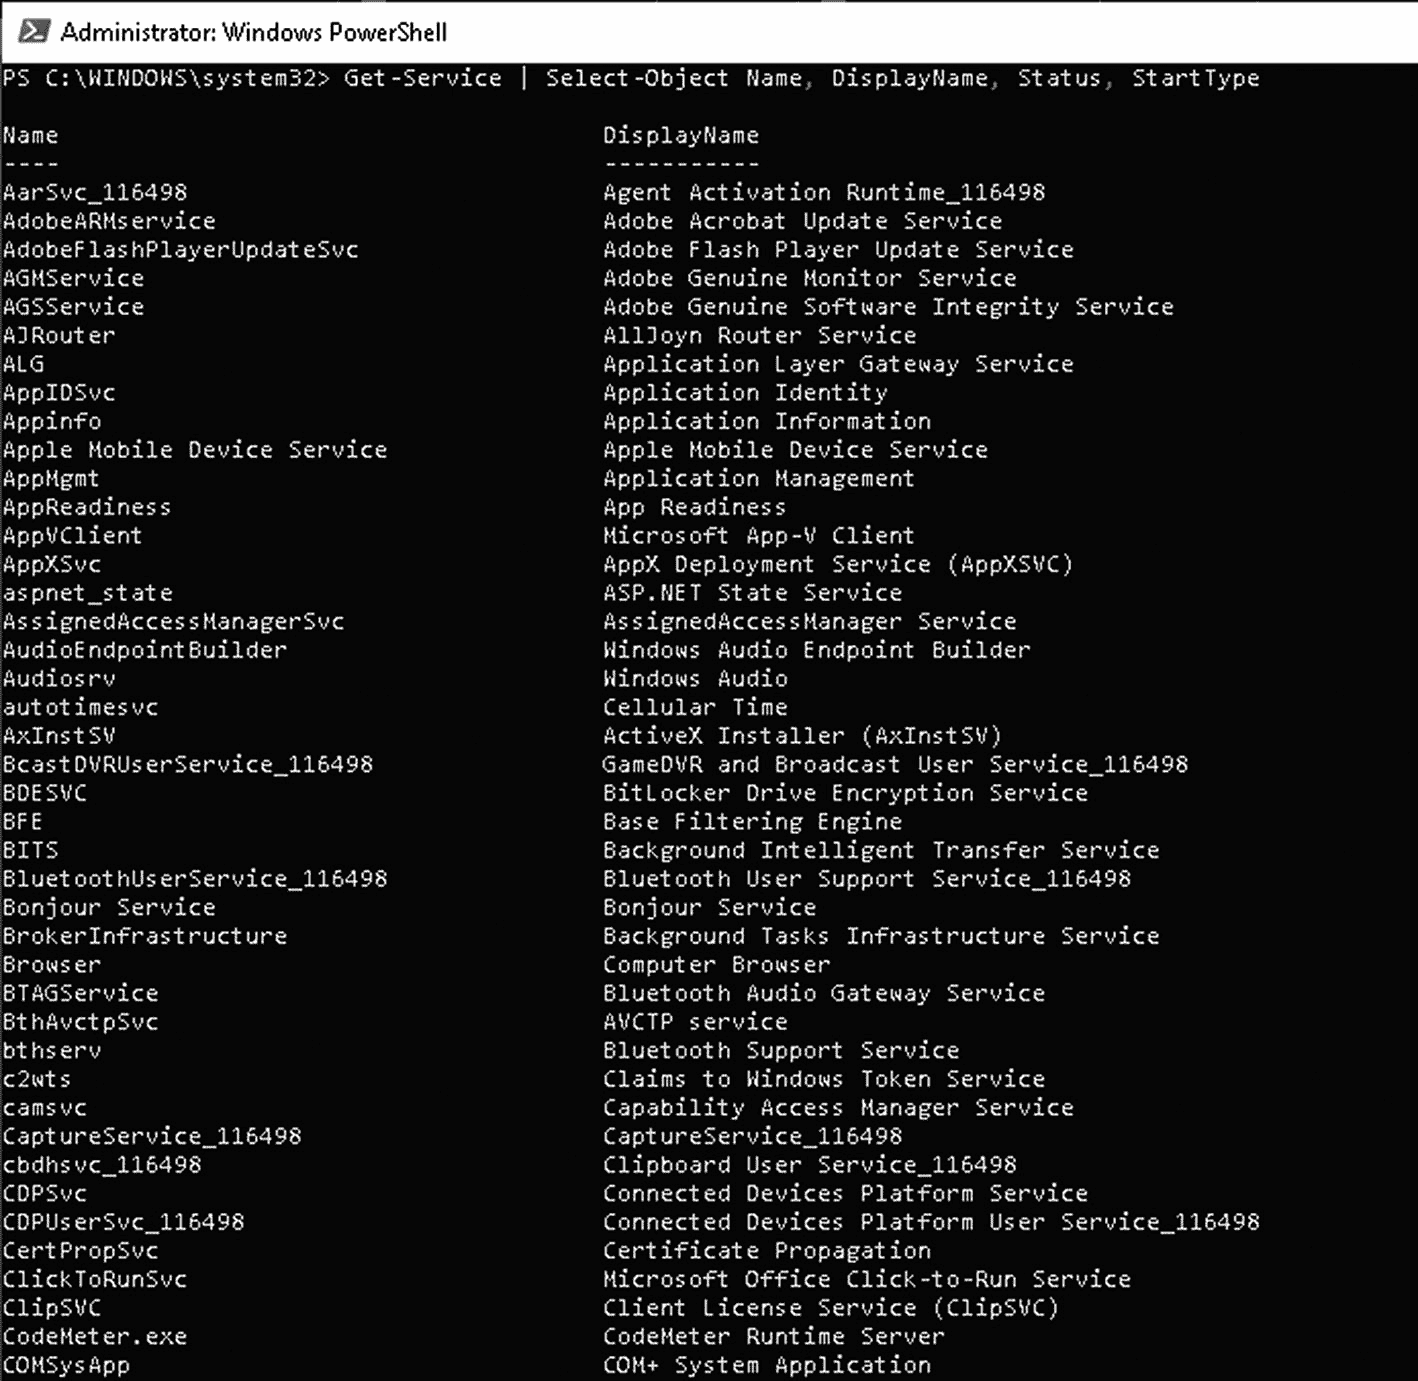 Administrator: Windows PowerShell
PS C:\WINDOWS\system32> Get-Service | Select-Object Name, DisplayName, Status, StartType
Name DisplayName
---- -----------
AarSvc_116498 Agent Activation Runtime_116498
AdobeARMservice Adobe Acrobat Update Service
AdobeFlashPlayerUpdateSvc Adobe Flash Player Update Service
AGMService Adobe Genuine Monitor Service
AGSService Adobe Genuine Software Integrity Service
AJRouter AllJoyn Router Service
ALG Application Layer Gateway Service
AppIDSvc Application Identity
Appinfo Application Information
Apple Mobile Device Service Apple Mobile Device Service
AppMgmt Application Management
AppReadiness App Readiness
AppVClient Microsoft App-V Client
AppXSvc AppX Deployment Service (AppXSVC)
aspnet_state ASP.NET State Service
AssignedAccessManagerSvc AssignedAccessManager Service
AudioEndpointBuilder Windows Audio Endpoint Builder
Audiosrv Windows Audio
autotimesvc Cellular Time
AxInstSV ActiveX Installer (AxInstSV)
BcastDVRUserService_116498 GameDVR and Broadcast User Service_116498
BDESVC BitLocker Drive Encryption Service
BFE Base Filtering Engine
BITS Background Intelligent Transfer Service
BluetoothUserService_116498 Bluetooth User Support Service_116498
Bonjour Service Bonjour Service
BrokerInfrastructure Background Tasks Infrastructure Service
Browser Computer Browser
BTAGService Bluetooth Audio Gateway Service
BthAvctpSvc AVCTP service
bthserv Bluetooth Support Service
c2wts Claims to Windows Token Service
camsvc Capability Access Manager Service
CaptureService_116498 CaptureService_116498
cbdhsvc_116498 Clipboard User Service_116498
CDPSvc Connected Devices Platform Service
CDPUserSvc_116498 Connected Devices Platform User Service_116498
CertPropSvc Certificate Propagation
ClickToRunSvc Microsoft Office Click-to-Run Service
ClipSVC Client License Service (ClipSVC)
CodeMeter.exe CodeMeter Runtime Server
COMSysApp COM+ System Application